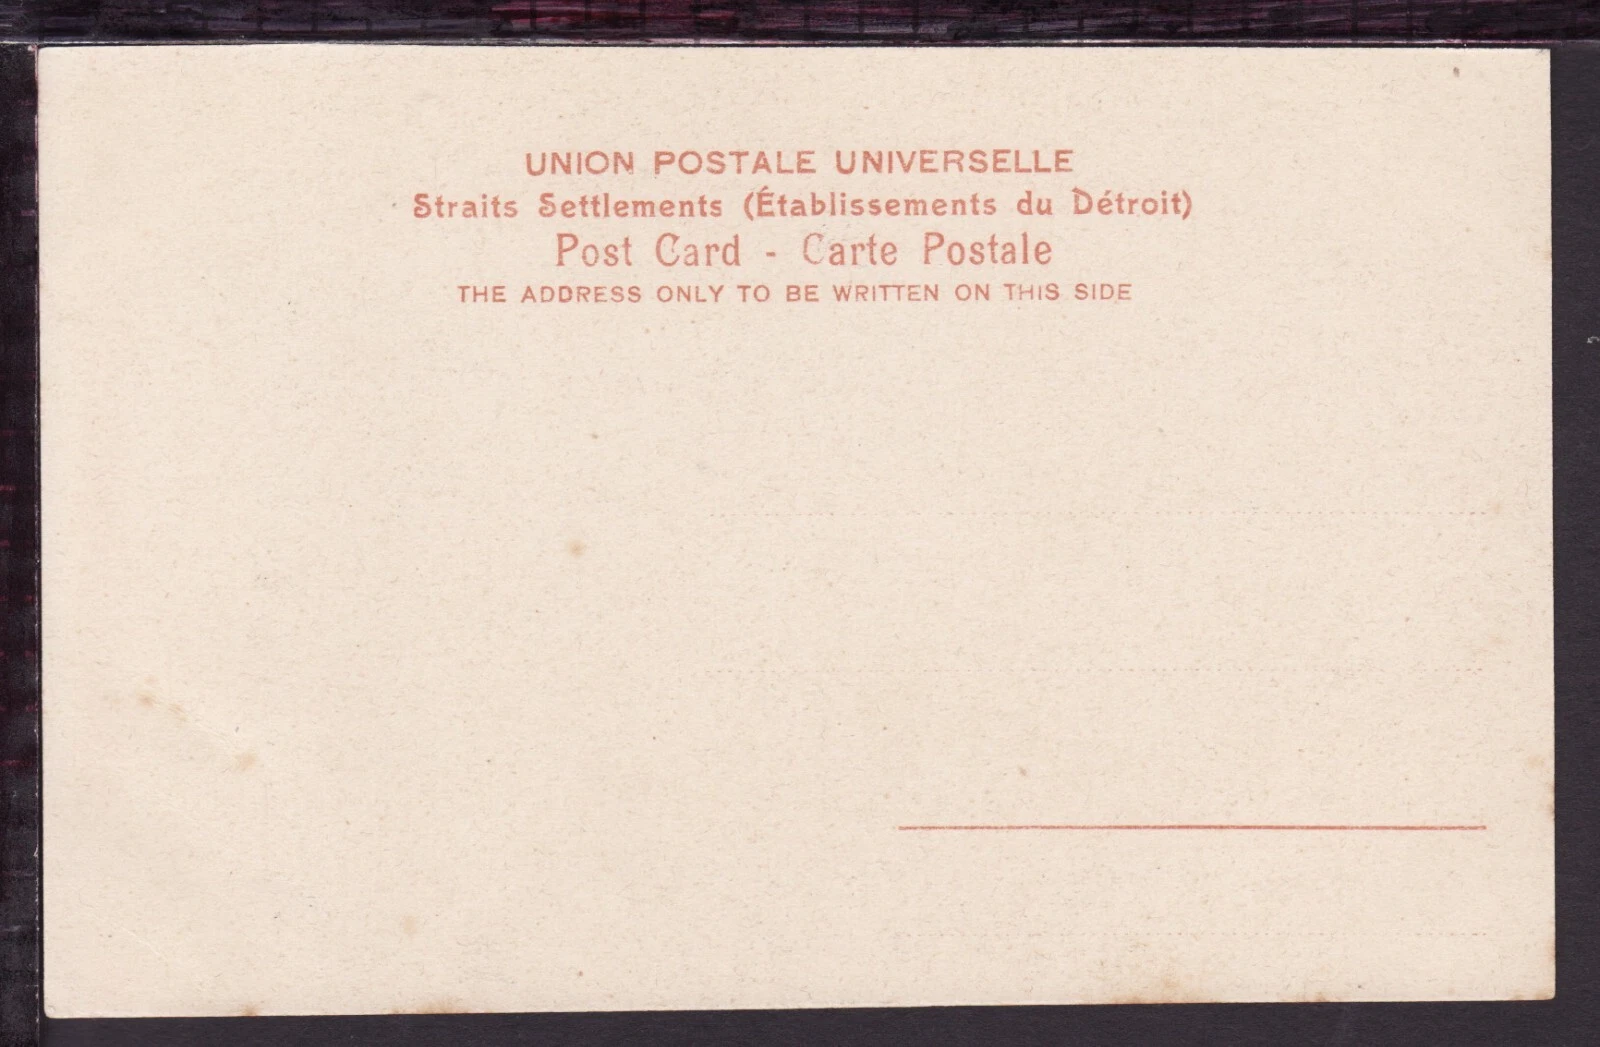 UNION POSTALE UNIVERSELLE
Straits Settlements (Établissements du Détroit)
Post Card - Carte Postale
THE ADDRESS ONLY TO BE WRITTEN ON THIS SIDE